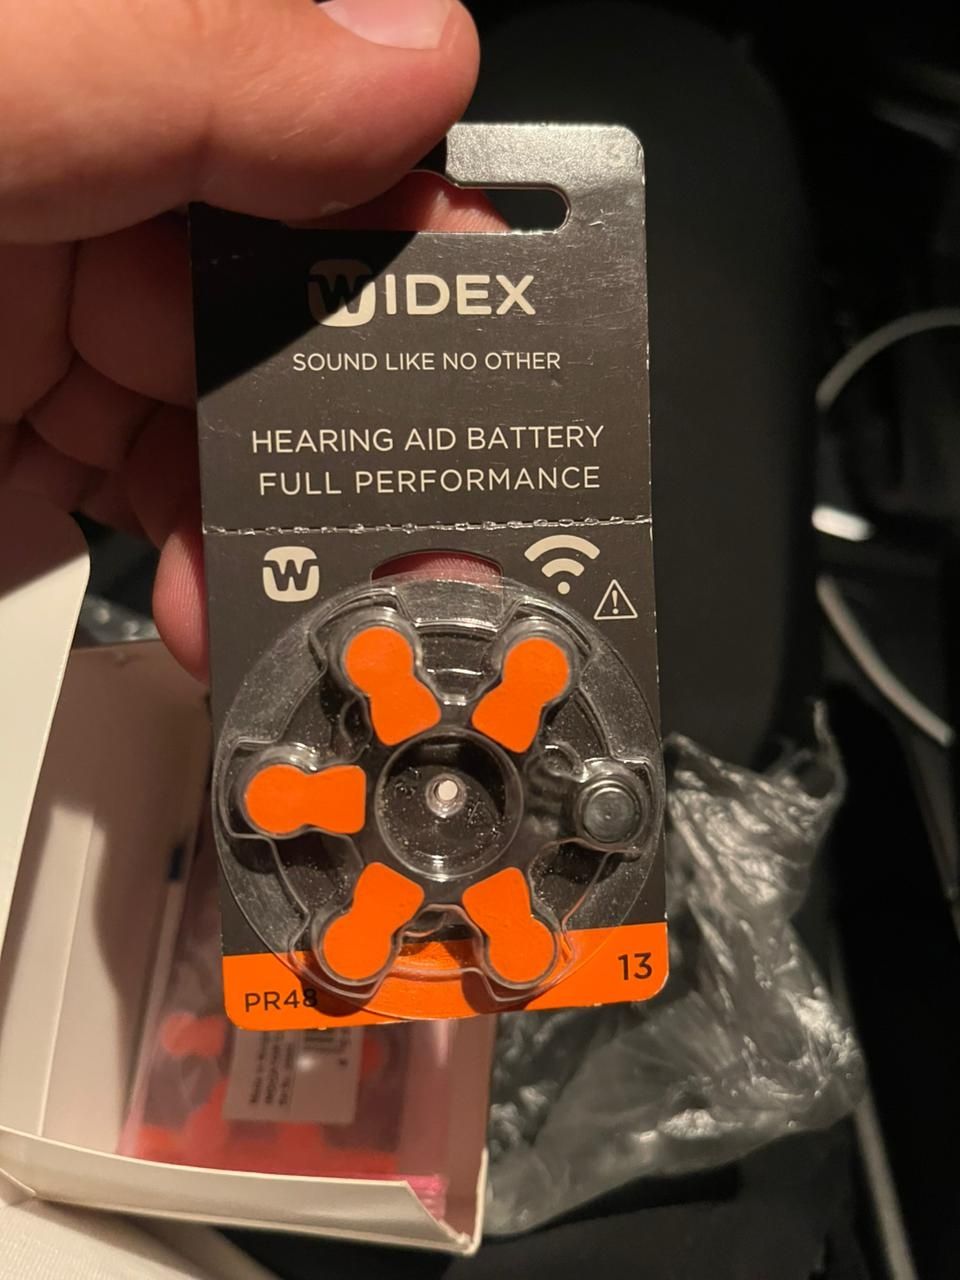 WIDEX
SOUND LIKE NO OTHER
HEARING AID BATTERY
FULL PERFORMANCE
W
PR48
13